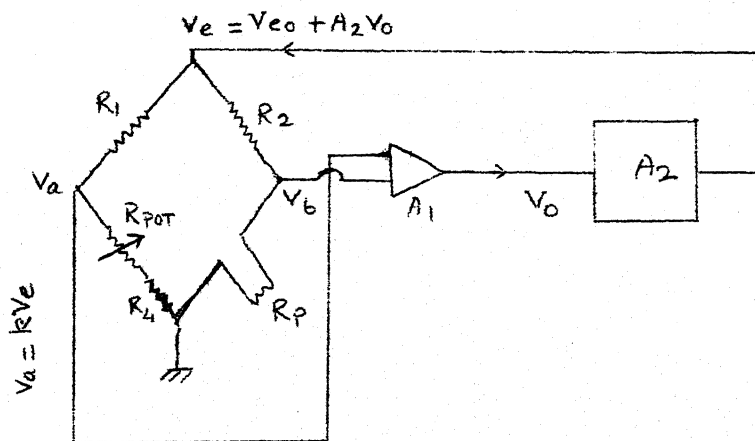 Ve = Veo + A2Vo
R1
R2
Va
Vb
A1
Vo
A2
RPOT
R4
RP
Va = kVe